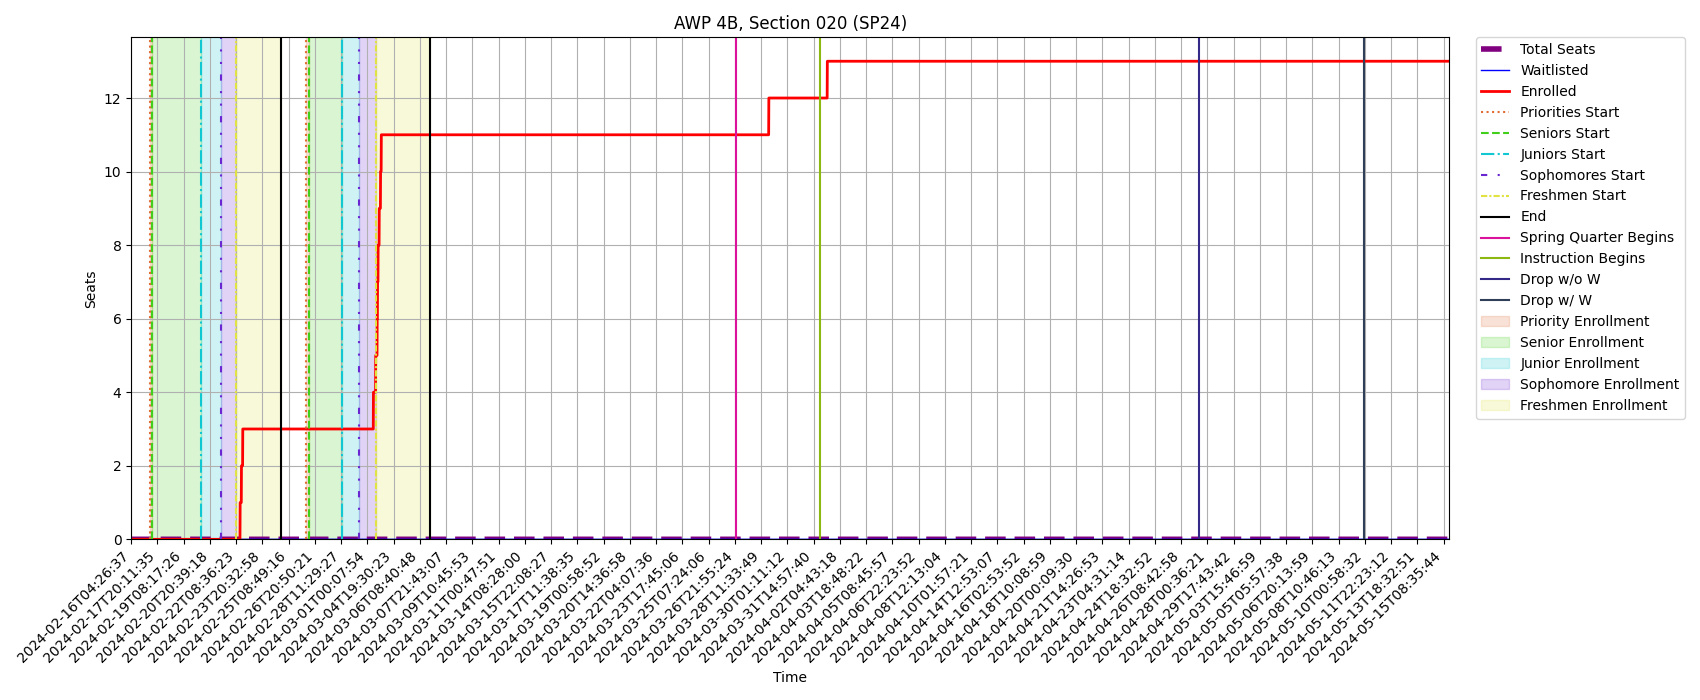 AWP 4B, Section 020 (SP24)
Seats
12
10
8
6
4
2
0
2024-02-16T04:26:37
2024-02-17T20:11:35
2024-02-19T08:17:26
2024-02-20T20:39:18
2024-02-22T08:36:23
2024-02-23T20:32:58
2024-02-25T08:49:16
2024-02-26T20:50:21
2024-02-28T11:29:27
2024-03-01T00:07:54
2024-03-04T19:30:23
2024-03-06T08:40:48
2024-03-07T21:43:07
2024-03-09T10:45:53
2024-03-11T00:47:51
2024-03-14T08:28:00
2024-03-15T22:08:27
2024-03-17T11:38:35
2024-03-19T00:58:52
2024-03-20T14:36:58
2024-03-22T04:07:36
2024-03-23T17:45:06
2024-03-25T07:24:06
2024-03-26T21:55:24
2024-03-28T11:33:49
2024-03-30T01:11:12
2024-03-31T14:57:40
2024-04-02T04:43:18
2024-04-03T18:48:22
2024-04-05T08:45:57
2024-04-06T22:23:52
2024-04-08T12:13:04
2024-04-10T01:57:21
2024-04-14T12:53:07
2024-04-16T02:53:52
2024-04-18T10:08:59
2024-04-20T00:09:30
2024-04-21T14:26:53
2024-04-23T04:31:14
2024-04-24T18:32:52
2024-04-26T08:42:58
2024-04-28T00:36:21
2024-04-29T17:43:42
2024-05-03T15:46:59
2024-05-05T05:57:38
2024-05-06T20:13:59
2024-05-08T10:46:13
2024-05-10T00:58:32
2024-05-11T22:23:12
2024-05-13T18:32:51
2024-05-15T08:35:44
Time
Total Seats
Waitlisted
Enrolled
Priorities Start
Seniors Start
Juniors Start
Sophomores Start
Freshmen Start
End
Spring Quarter Begins
Instruction Begins
Drop w/o W
Drop w/ W
Priority Enrollment
Senior Enrollment
Junior Enrollment
Sophomore Enrollment
Freshmen Enrollment